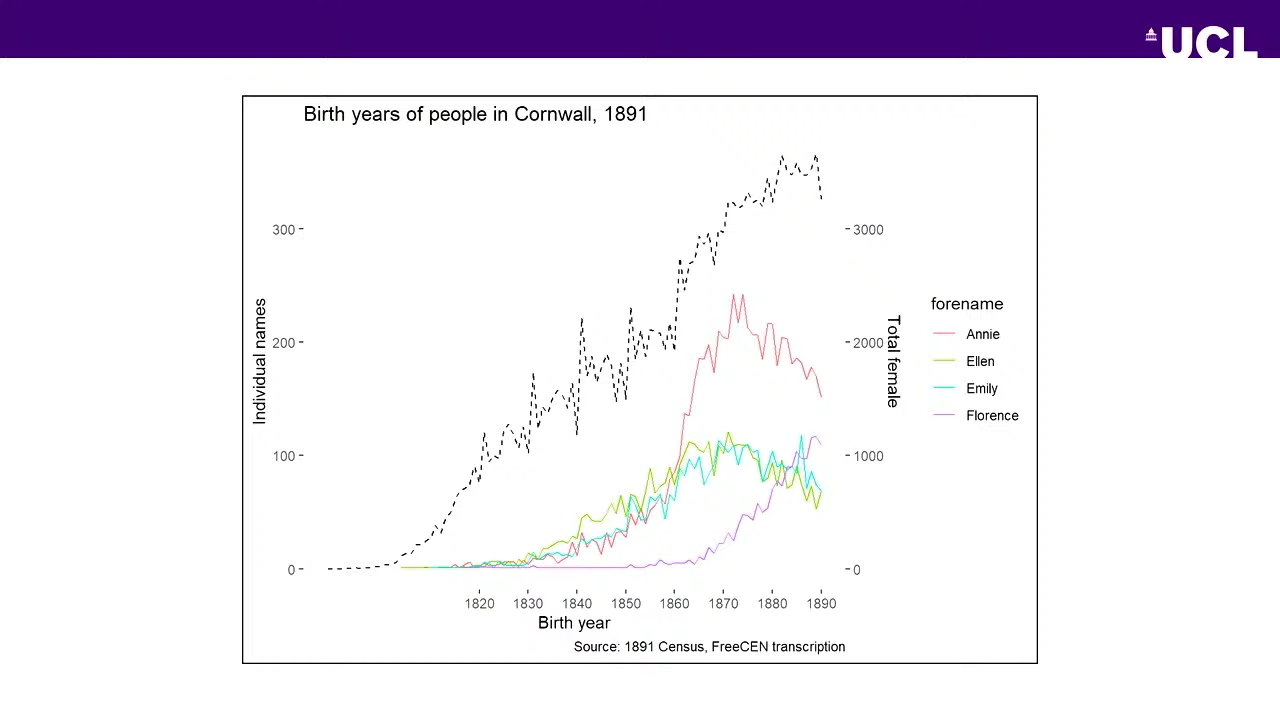 UCL
Birth years of people in Cornwall, 1891
300
200
100
0
Individual names
3000
2000
1000
0
Total female
forename
Annie
Ellen
Emily
Florence
1820 1830 1840 1850 1860 1870 1880 1890
Birth year
Source: 1891 Census, FreeCEN transcription